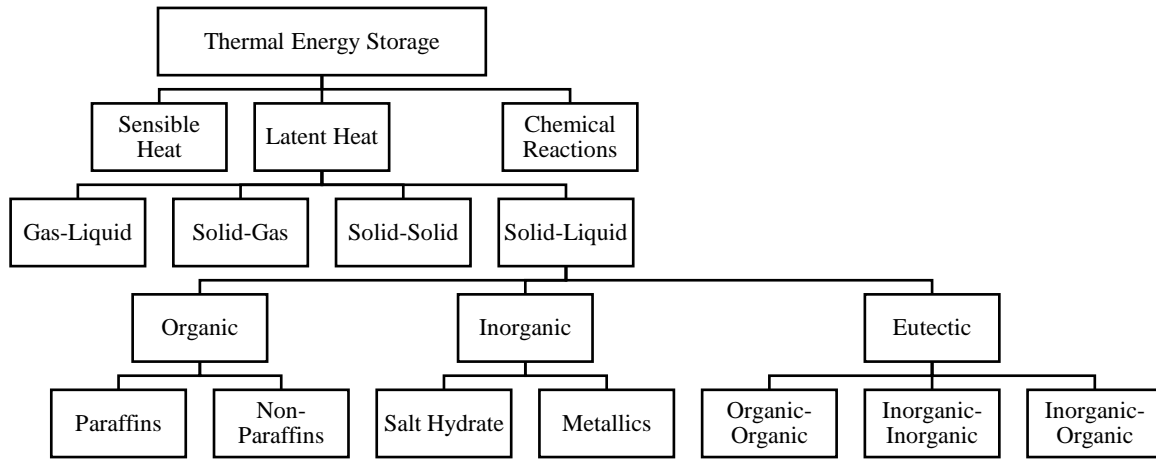 Thermal Energy Storage
Sensible
Heat
Latent Heat
Chemical
Reactions
Gas-Liquid
Solid-Gas
Solid-Solid
Solid-Liquid
Organic
Inorganic
Eutectic
Paraffins
Non-
Paraffins
Salt Hydrate
Metallics
Organic-
Organic
Inorganic-
Inorganic
Inorganic-
Organic